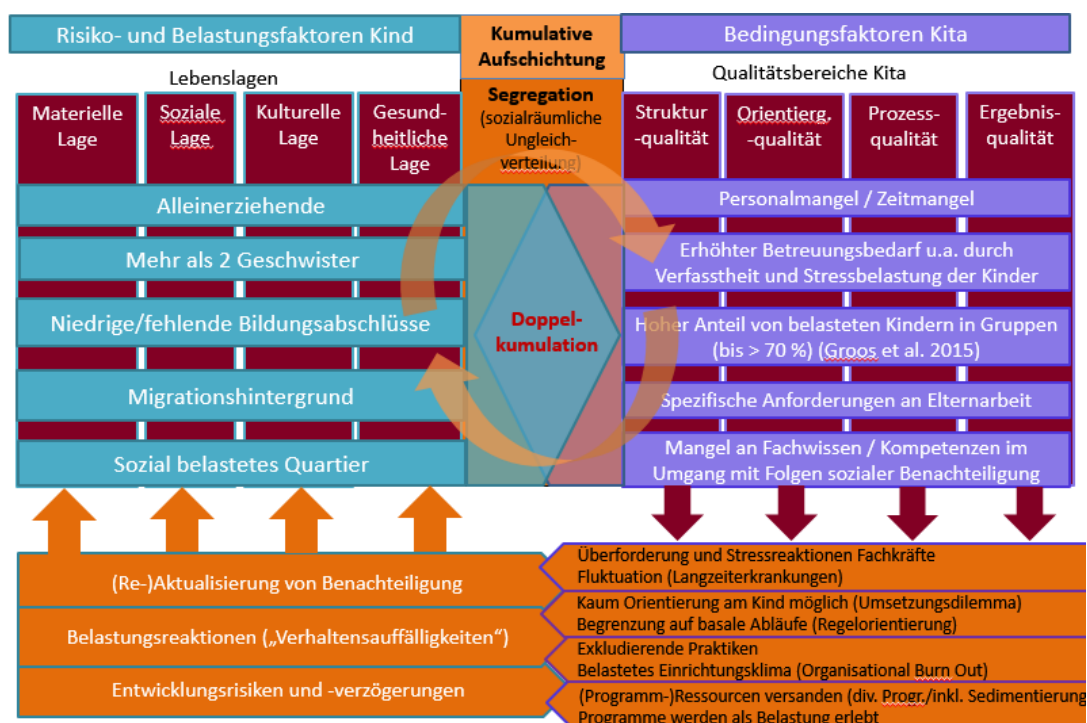 Risiko- und Belastungsfaktoren Kind
Kumulative
Aufschichtung
Bedingungsfaktoren Kita
Lebenslagen
Qualitätsbereiche Kita
Materielle
Lage
Soziale
Lage
Kulturelle
Lage
Gesund-
heitliche
Lage
Segregation
(sozialräumliche
Ungleich-
verteilung)
Struktur
-qualität
Orientierg.
-qualität
Prozess-
qualität
Ergebnis-
qualität
Alleinerziehende
Mehr als 2 Geschwister
Niedrige/fehlende Bildungsabschlüsse
Migrationshintergrund
Sozial belastetes Quartier
Doppel-
kumulation
Personalmangel / Zeitmangel
Erhöhter Betreuungsbedarf u.a. durch
Verfasstheit und Stressbelastung der Kinder
Hoher Anteil von belasteten Kindern in Gruppen
(bis > 70 %) (Groos et al. 2015)
Spezifische Anforderungen an Elternarbeit
Mangel an Fachwissen / Kompetenzen im
Umgang mit Folgen sozialer Benachteiligung
(Re-)Aktualisierung von Benachteiligung
Belastungsreaktionen („Verhaltensauffälligkeiten“)
Entwicklungsrisiken und -verzögerungen
Überforderung und Stressreaktionen Fachkräfte
Fluktuation (Langzeiterkrankungen)
Kaum Orientierung am Kind möglich (Umsetzungsdilemma)
Begrenzung auf basale Abläufe (Regelorientierung)
Exkludierende Praktiken
Belastetes Einrichtungsklima (Organisational Burn Out)
(Programm-)Ressourcen versanden (div. Progr./inkl. Sedimentierung
Programme werden als Belastung erlebt